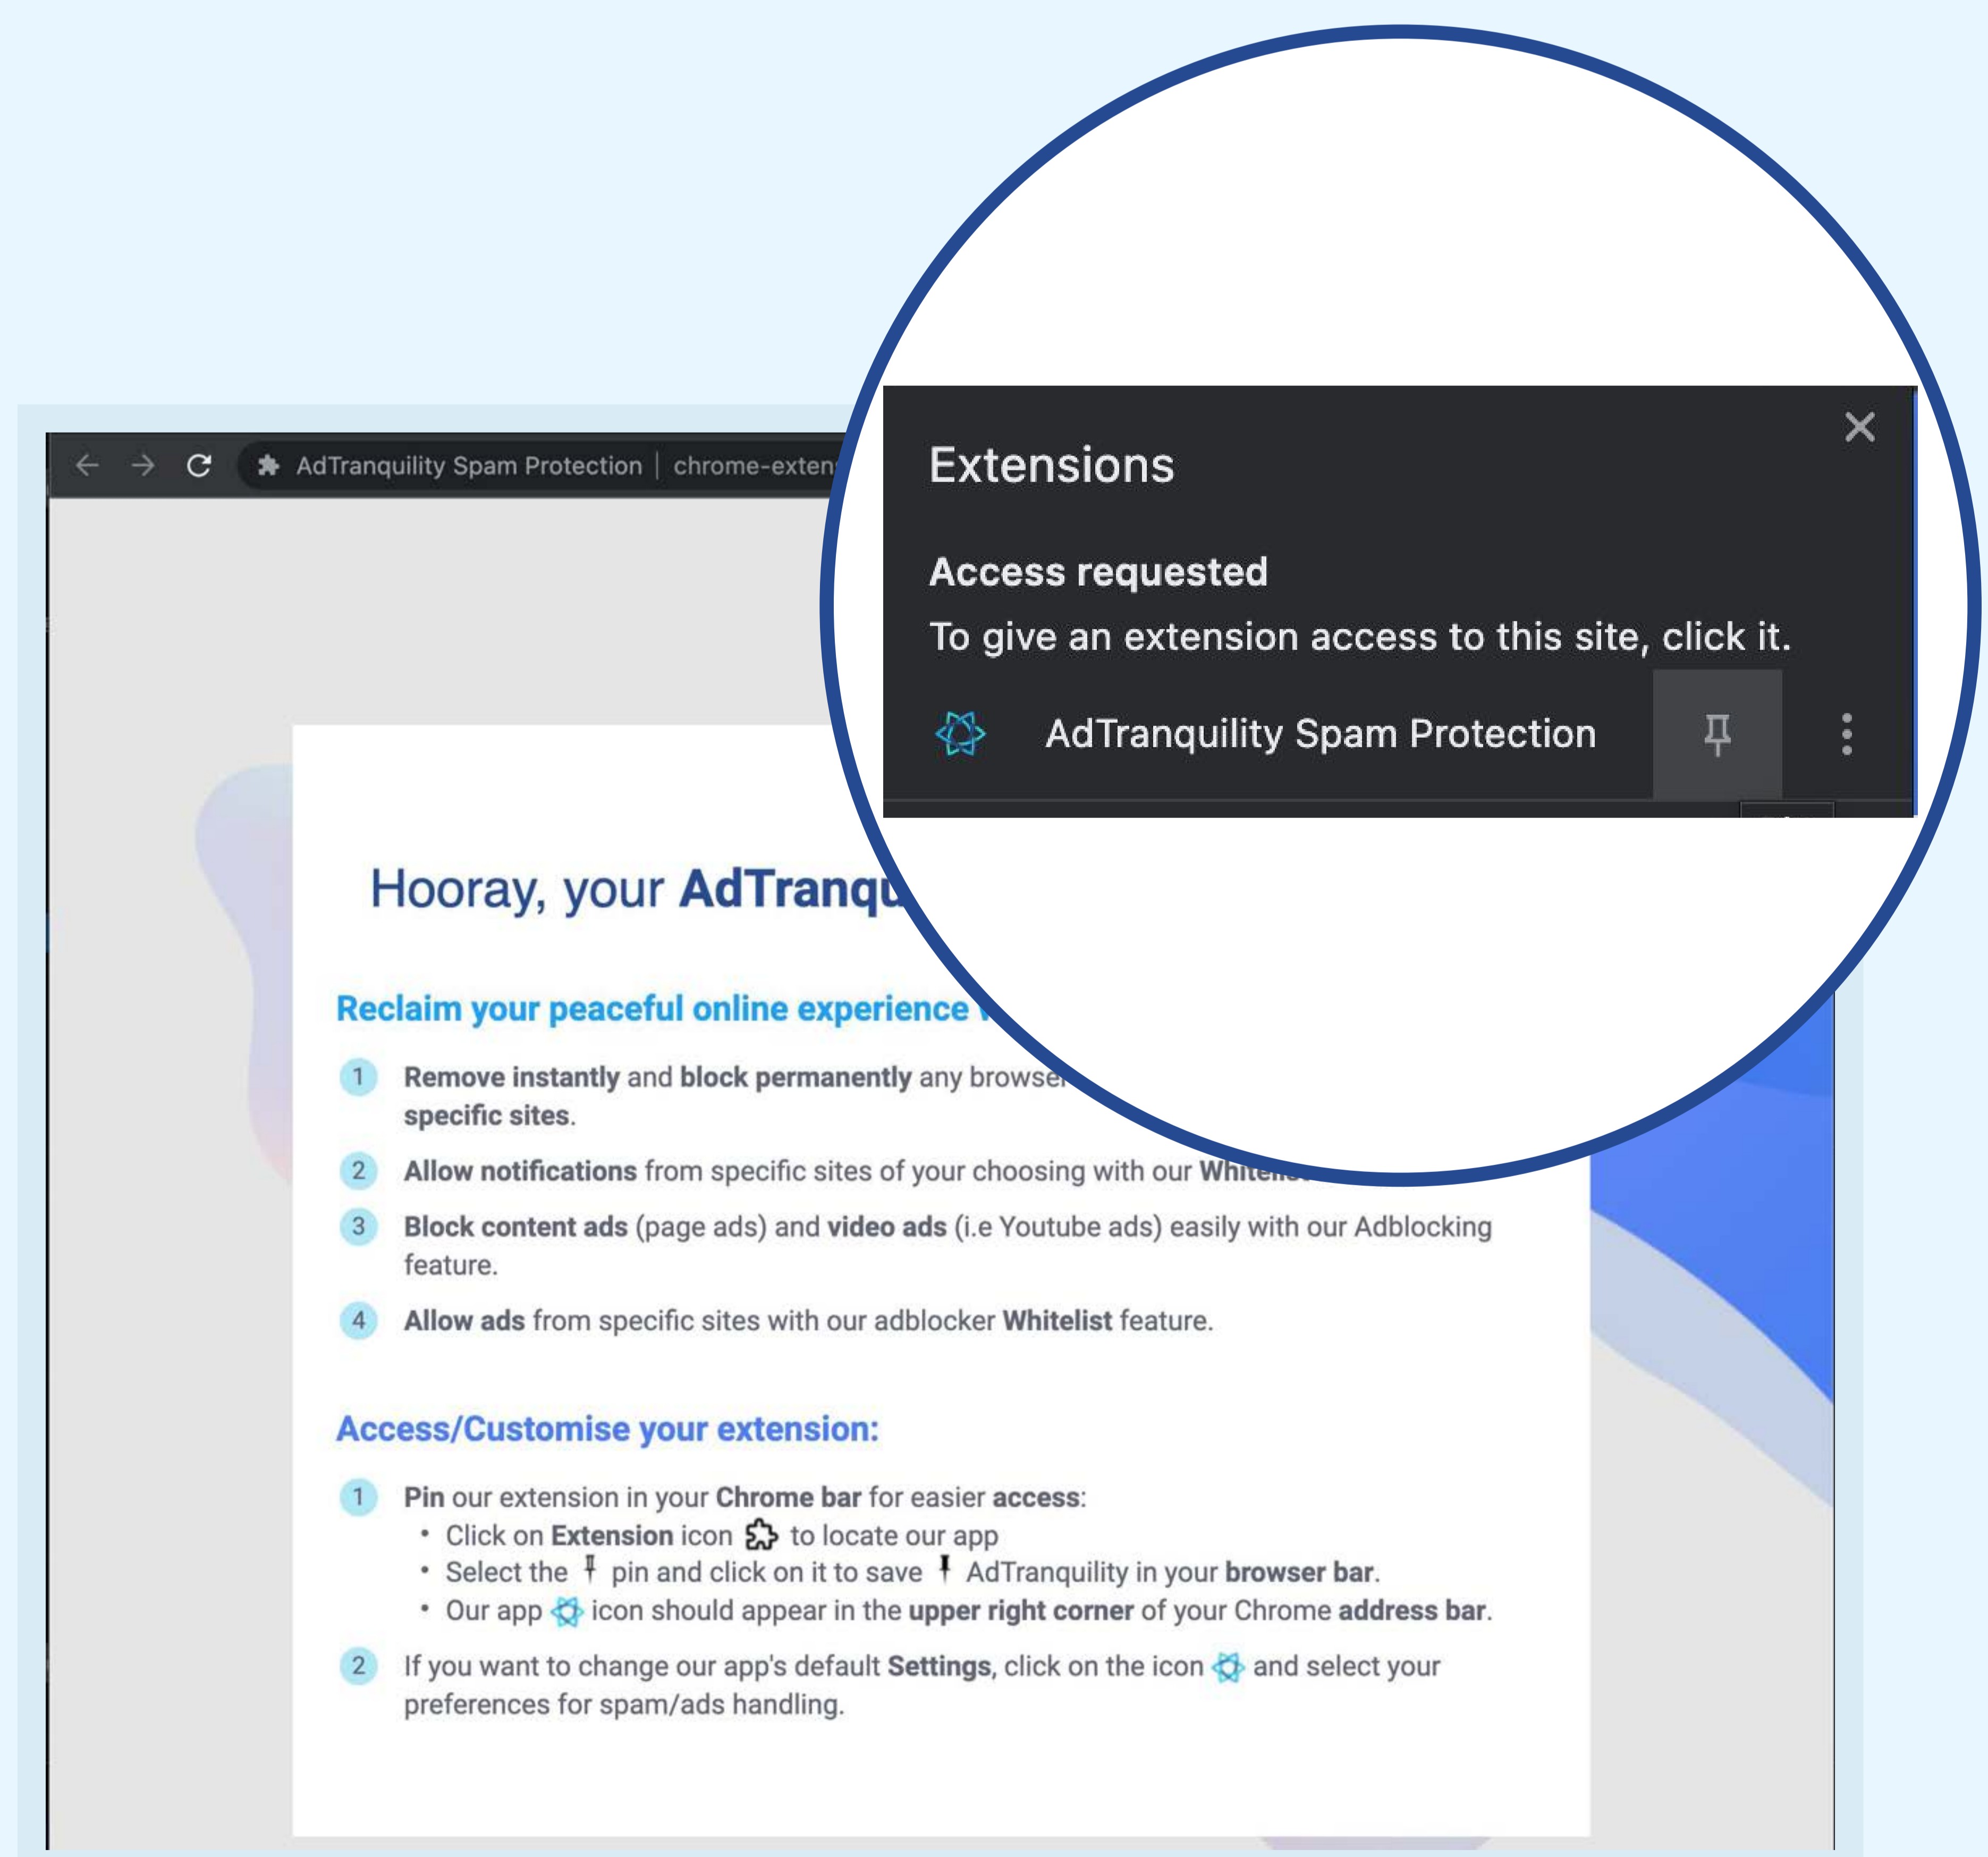 AdTranquility Spam Protection | chrome-exten
Extensions
Access requested
To give an extension access to this site, click it.
AdTranquility Spam Protection
Hooray, your AdTranqu
Reclaim your peaceful online experience
1 Remove instantly and block permanently any browser
specific sites.
2 Allow notifications from specific sites of your choosing with our Whitelist
3 Block content ads (page ads) and video ads (i.e Youtube ads) easily with our Adblocking
feature.
4 Allow ads from specific sites with our adblocker Whitelist feature.
Access/Customise your extension:
1 Pin our extension in your Chrome bar for easier access:
• Click on Extension icon to locate our app
• Select the pin and click on it to save AdTranquility in your browser bar.
• Our app icon should appear in the upper right corner of your Chrome address bar.
2 If you want to change our app's default Settings, click on the icon and select your
preferences for spam/ads handling.